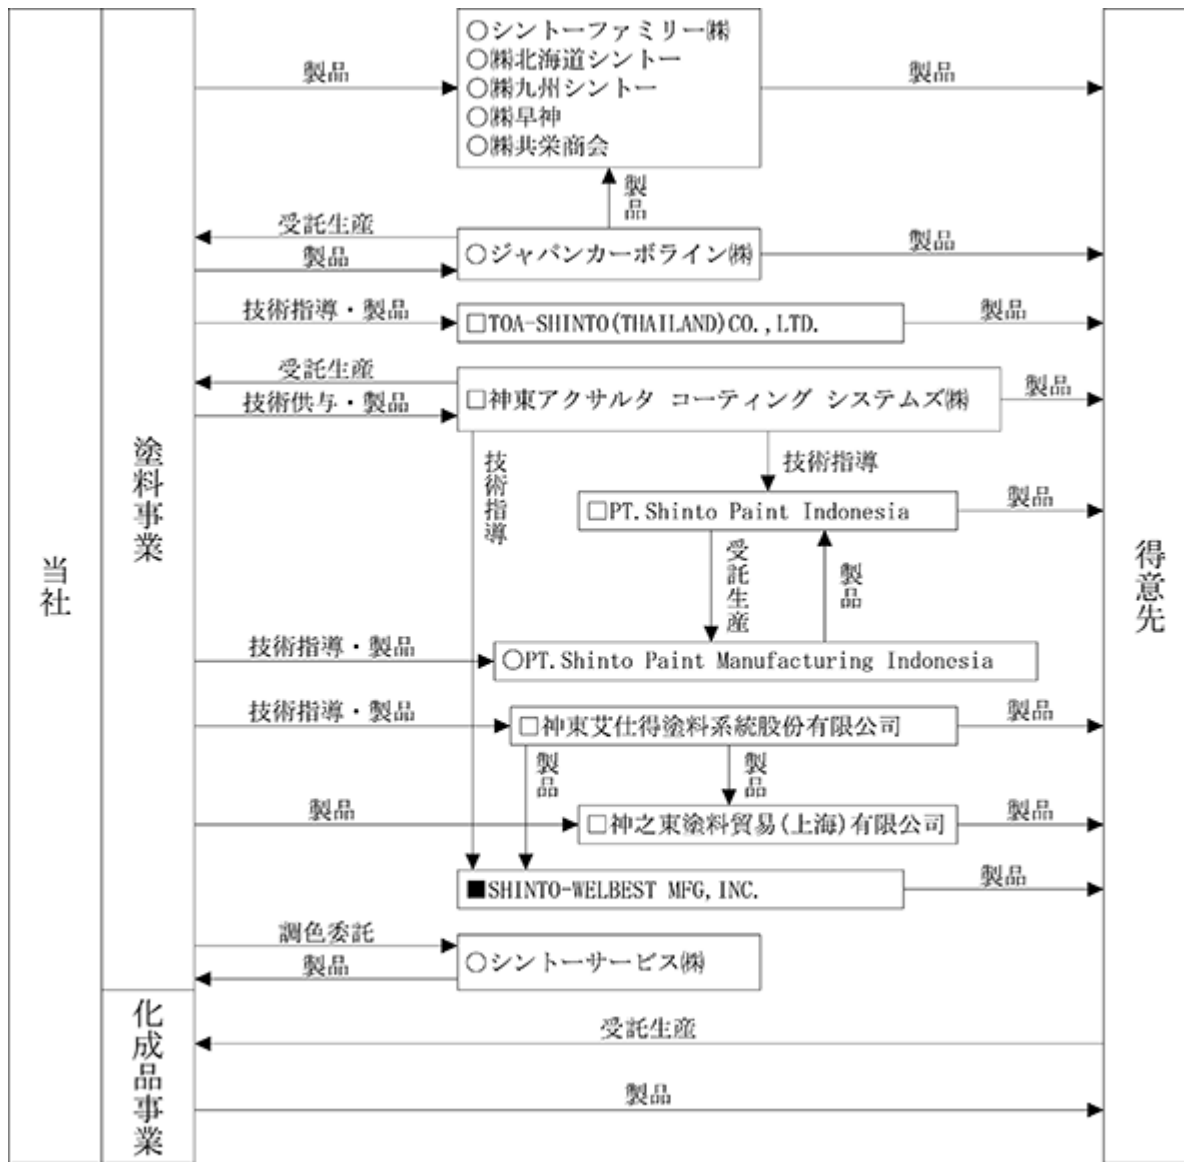 当社
塗料事業
化成品事業
得意先
製品
○シントーファミリー㈱
○㈱北海道シントー
○㈱九州シントー
○㈱早神
○㈱共栄商会
製品
製品
受託生産
製品
○ジャパンカーボライン㈱
製品
技術指導・製品
□TOA-SHINTO(THAILAND)CO.,LTD.
製品
受託生産
技術供与・製品
□神東アクサルタ コーティング システムズ㈱
製品
技術指導
技術指導
□PT.Shinto Paint Indonesia
製品
受託生産
製品
技術指導・製品
○PT.Shinto Paint Manufacturing Indonesia
技術指導・製品
□神東艾仕得塗料系統股份有限公司
製品
製品
製品
製品
□神之東塗料貿易(上海)有限公司
製品
■SHINTO-WELBEST MFG,INC.
製品
調色委託
製品
○シントーサービス㈱
受託生産
製品